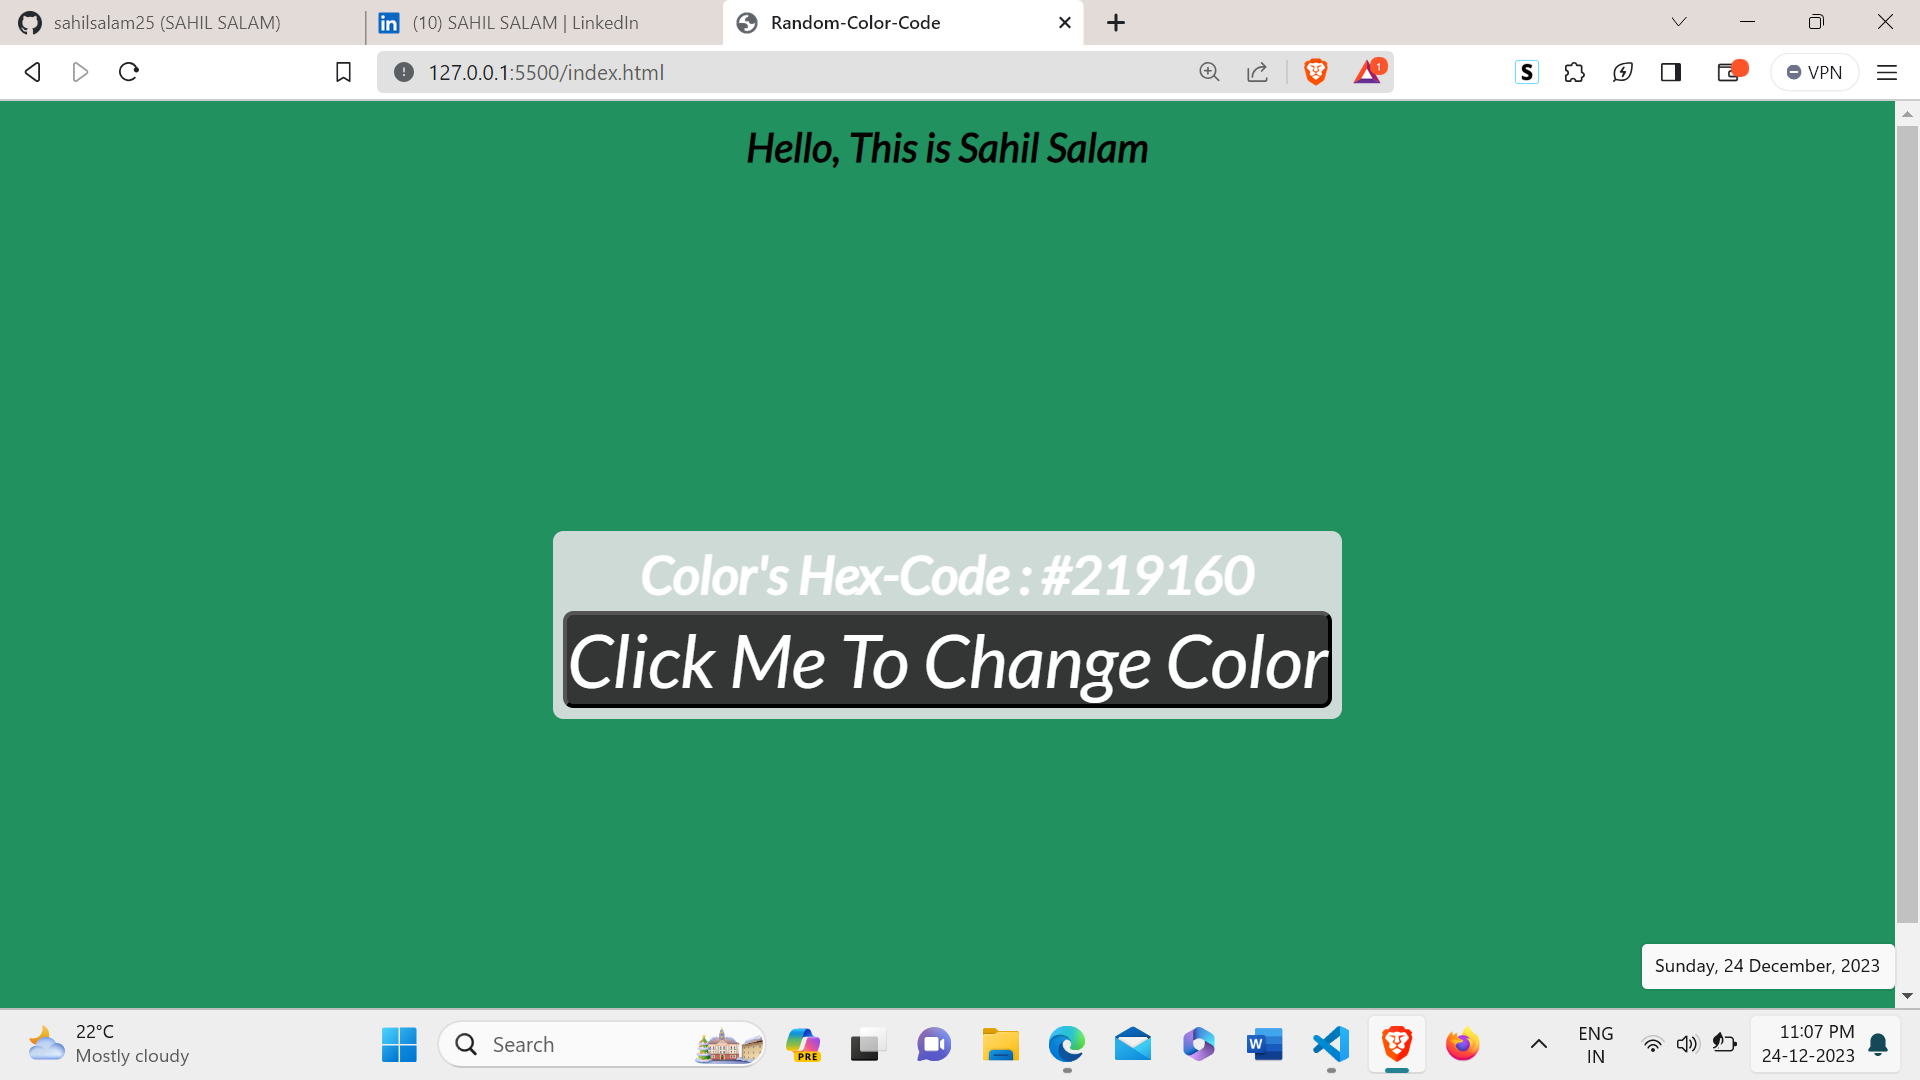 sahilsalam25 (SAHIL SALAM)
(10) SAHIL SALAM | LinkedIn
Random-Color-Code
127.0.0.1:5500/index.html
S
1
VPN
Hello, This is Sahil Salam
Color's Hex-Code : #219160
Click Me To Change Color
Sunday, 24 December, 2023
22°C
Mostly cloudy
Search
PRE
W
ENG
IN
11:07 PM
24-12-2023